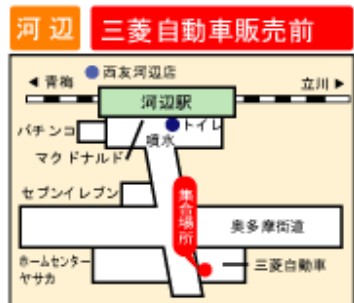 河辺 三菱自動車販売前
◀青梅
西友河辺店
立川▶
河辺駅
パチンコ
トイレ
噴水
マクドナルド
セブンイレブン
集合場所
奥多摩街道
ホームセンター
ヤサカ
三菱自動車